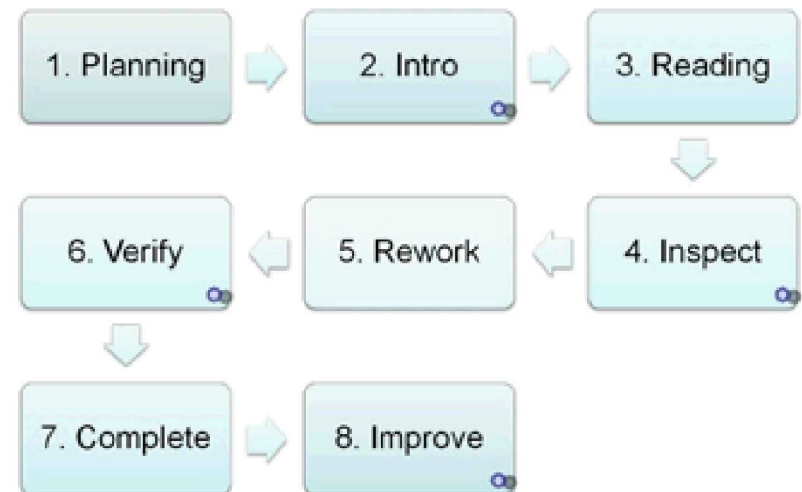 1. Planning
2. Intro
3. Reading
4. Inspect
5. Rework
6. Verify
7. Complete
8. Improve